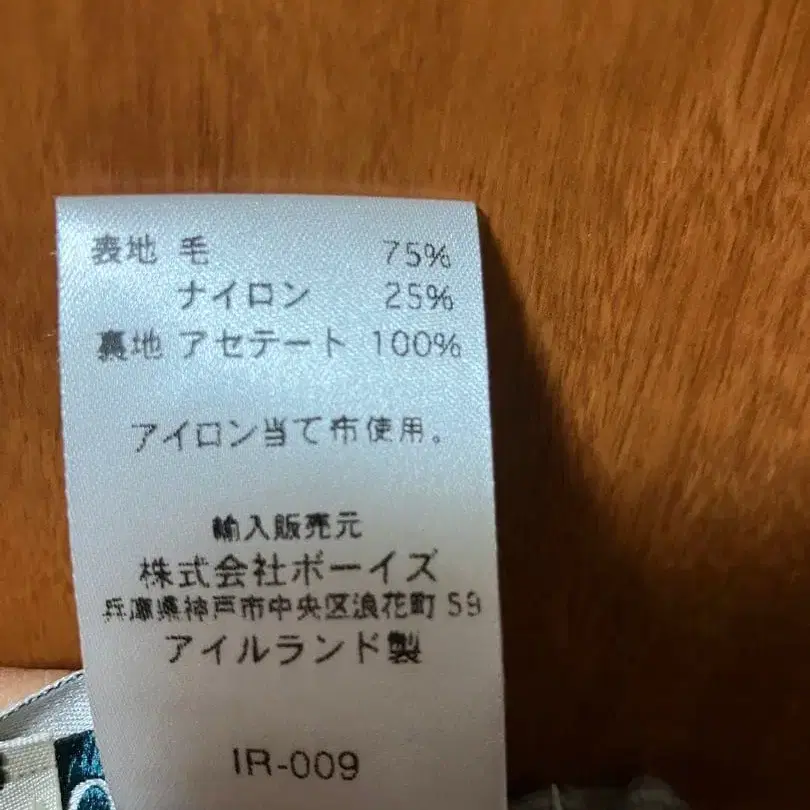 表地 毛 75%
ナイロン 25%
裏地 アセテート 100%
アイロン当て布使用。
輸入販売元
株式会社ボーイズ
兵庫県神戸市中央区浪花町 59
アイルランド製
IR-009